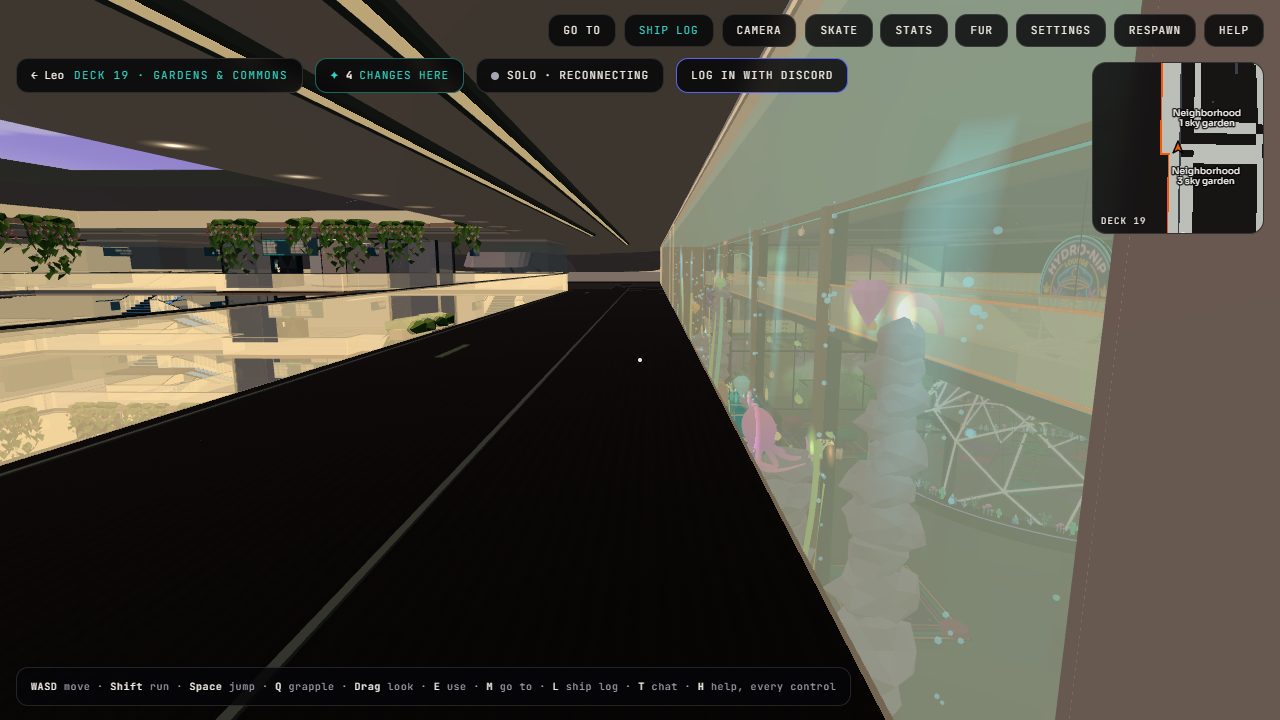 GO TO
SHIP LOG
CAMERA
SKATE
STATS
FUR
SETTINGS
RESPAWN
HELP
← Leo DECK 19 · GARDENS & COMMONS
✦ 4 CHANGES HERE
SOLO · RECONNECTING
LOG IN WITH DISCORD
Neighborhood
1 sky garden
Neighborhood
3 sky garden
DECK 19
HYDRO-NIP
LOUNGE
WASD move · Shift run · Space jump · Q grapple · Drag look · E use · M go to · L ship log · T chat · H help, every control